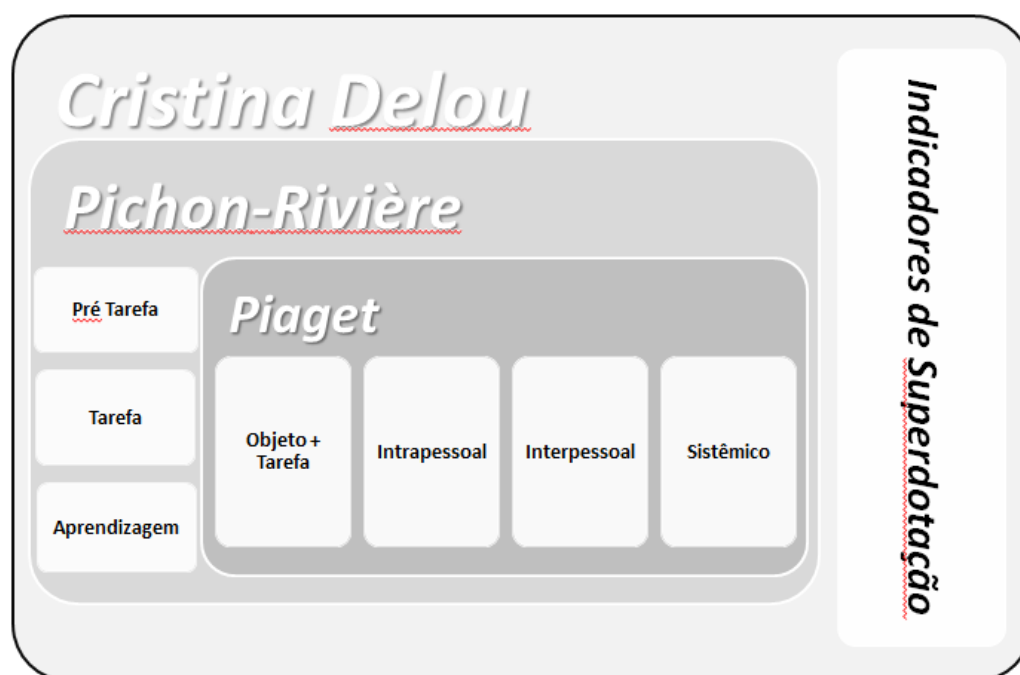 Cristina Delou
Pichon-Rivière
Pré Tarefa
Tarefa
Aprendizagem
Piaget
Objeto +
Tarefa
Intrapessoal
Interpessoal
Sistêmico
Indicadores de Superdotação